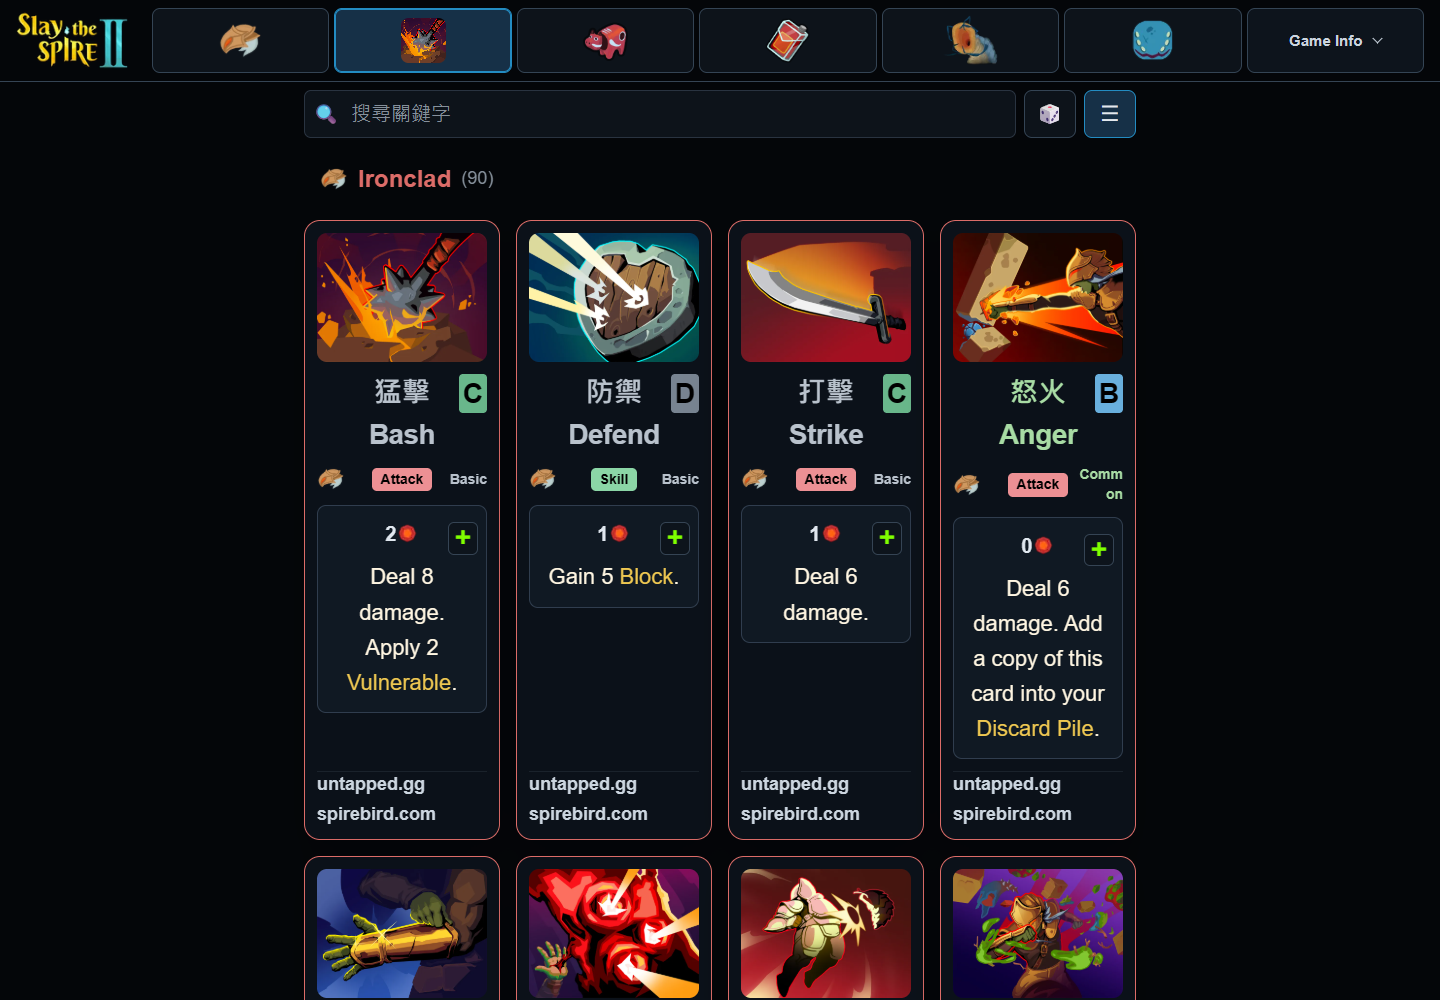 Slay the
SPIRE II
Game Info
搜尋關鍵字
Ironclad (90)
猛擊 C
Bash
Attack Basic
2
+
Deal 8
damage.
Apply 2
Vulnerable.
untapped.gg
spirebird.com
防禦 D
Defend
Skill Basic
1
+
Gain 5 Block.
untapped.gg
spirebird.com
打擊 C
Strike
Attack Basic
1
+
Deal 6
damage.
untapped.gg
spirebird.com
怒火 B
Anger
Attack Comm
on
0
+
Deal 6
damage. Add
a copy of this
card into your
Discard Pile.
untapped.gg
spirebird.com